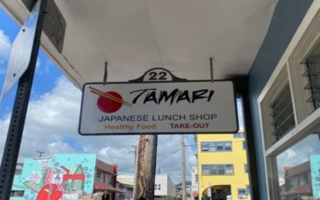 22
TAMARI
JAPANESE LUNCH SHOP
Healthy Food TAKE-OUT